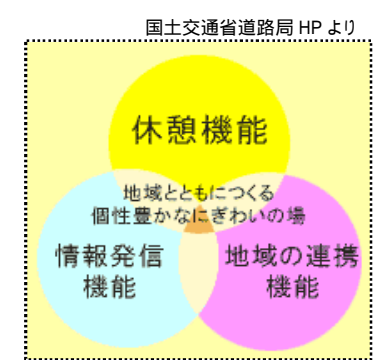 国土交通省道路局 HP より
休憩機能
地域とともにつくる
個性豊かなにぎわいの場
情報発信
機能
地域の連携
機能